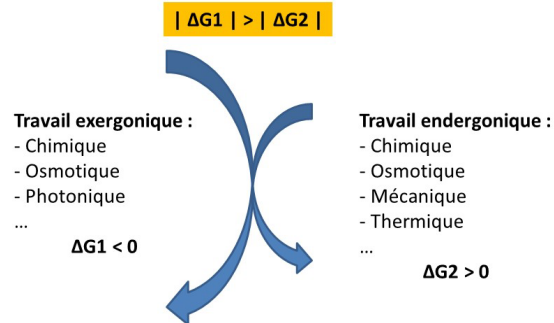 | ΔG1 | > | ΔG2 |
Travail exergonique :
- Chimique
- Osmotique
- Photonique
...
ΔG1 < 0
Travail endergonique :
- Chimique
- Osmotique
- Mécanique
- Thermique
...
ΔG2 > 0